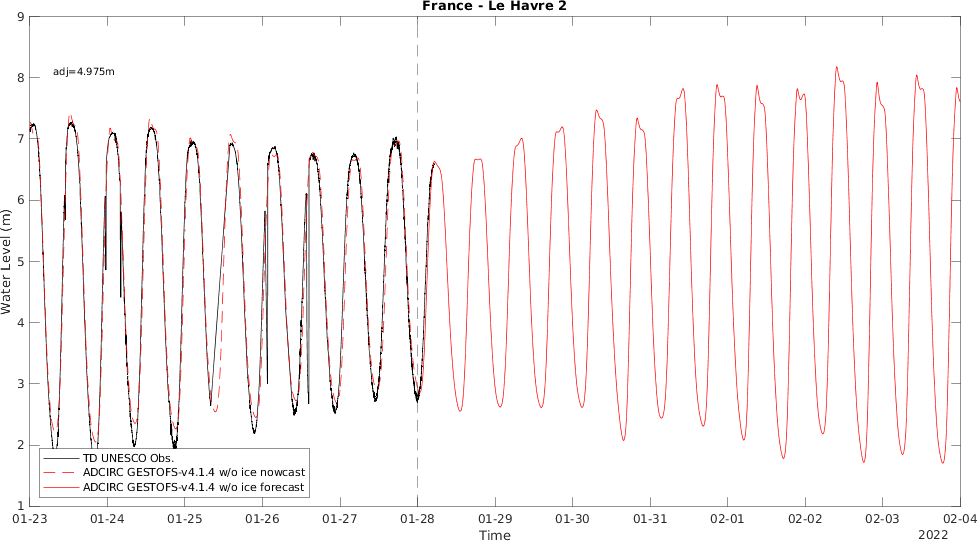 France - Le Havre 2
9
8
7
6
5
4
3
2
1
Water Level (m)
adj=4.975m
TD UNESCO Obs.
ADCIRC GESTOFS-v4.1.4 w/o ice nowcast
ADCIRC GESTOFS-v4.1.4 w/o ice forecast
01-23 01-24 01-25 01-26 01-27 01-28 01-29 01-30 01-31 02-01 02-02 02-03 02-04
Time
2022